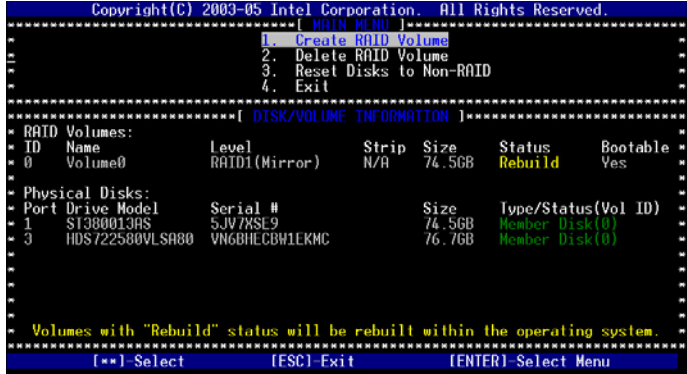 Copyright(C) 2003-05 Intel Corporation. All Rights Reserved.
[ MAIN MENU ]
1. Create RAID Volume
2. Delete RAID Volume
3. Reset Disks to Non-RAID
4. Exit
[ DISK/VOLUME INFORMATION ]
RAID Volumes:
ID Name Level Strip Size Status Bootable
0 Volume0 RAID1(Mirror) N/A 74.5GB Rebuild Yes
Physical Disks:
Port Drive Model Serial # Size Type/Status(Vol ID)
1 ST380013AS 5JV7XSE9 74.5GB Member Disk(0)
3 HDS722580VLSA80 VN6BHECBW1EKMC 76.7GB Member Disk(0)
Volumes with "Rebuild" status will be rebuilt within the operating system.
[↔]-Select [ESC]-Exit [ENTER]-Select Menu